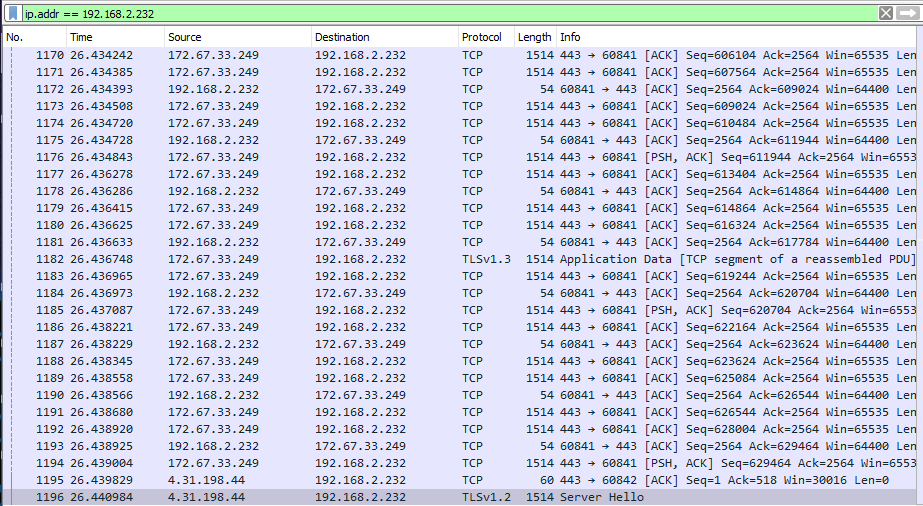 ip.addr == 192.168.2.232
No. Time Source Destination Protocol Length Info
1170 26.434242 172.67.33.249 192.168.2.232 TCP 1514 443 → 60841 [ACK] Seq=606104 Ack=2564 Win=65535 Len
1171 26.434385 172.67.33.249 192.168.2.232 TCP 1514 443 → 60841 [ACK] Seq=607564 Ack=2564 Win=65535 Len
1172 26.434393 192.168.2.232 172.67.33.249 TCP 54 60841 → 443 [ACK] Seq=2564 Ack=609024 Win=64400 Len
1173 26.434508 172.67.33.249 192.168.2.232 TCP 1514 443 → 60841 [ACK] Seq=609024 Ack=2564 Win=65535 Len
1174 26.434720 172.67.33.249 192.168.2.232 TCP 1514 443 → 60841 [ACK] Seq=610484 Ack=2564 Win=65535 Len
1175 26.434728 192.168.2.232 172.67.33.249 TCP 54 60841 → 443 [ACK] Seq=2564 Ack=611944 Win=64400 Len
1176 26.434843 172.67.33.249 192.168.2.232 TCP 1514 443 → 60841 [PSH, ACK] Seq=611944 Ack=2564 Win=6553
1177 26.436278 172.67.33.249 192.168.2.232 TCP 1514 443 → 60841 [ACK] Seq=613404 Ack=2564 Win=65535 Len
1178 26.436286 192.168.2.232 172.67.33.249 TCP 54 60841 → 443 [ACK] Seq=2564 Ack=614864 Win=64400 Len
1179 26.436415 172.67.33.249 192.168.2.232 TCP 1514 443 → 60841 [ACK] Seq=614864 Ack=2564 Win=65535 Len
1180 26.436625 172.67.33.249 192.168.2.232 TCP 1514 443 → 60841 [ACK] Seq=616324 Ack=2564 Win=65535 Len
1181 26.436633 192.168.2.232 172.67.33.249 TCP 54 60841 → 443 [ACK] Seq=2564 Ack=617784 Win=64400 Len
1182 26.436748 172.67.33.249 192.168.2.232 TLSv1.3 1514 Application Data [TCP segment of a reassembled PDU]
1183 26.436965 172.67.33.249 192.168.2.232 TCP 1514 443 → 60841 [ACK] Seq=619244 Ack=2564 Win=65535 Len
1184 26.436973 192.168.2.232 172.67.33.249 TCP 54 60841 → 443 [ACK] Seq=2564 Ack=620704 Win=64400 Len
1185 26.437087 172.67.33.249 192.168.2.232 TCP 1514 443 → 60841 [PSH, ACK] Seq=620704 Ack=2564 Win=6553
1186 26.438221 172.67.33.249 192.168.2.232 TCP 1514 443 → 60841 [ACK] Seq=622164 Ack=2564 Win=65535 Len
1187 26.438229 192.168.2.232 172.67.33.249 TCP 54 60841 → 443 [ACK] Seq=2564 Ack=623624 Win=64400 Len
1188 26.438345 172.67.33.249 192.168.2.232 TCP 1514 443 → 60841 [ACK] Seq=623624 Ack=2564 Win=65535 Len
1189 26.438558 172.67.33.249 192.168.2.232 TCP 1514 443 → 60841 [ACK] Seq=625084 Ack=2564 Win=65535 Len
1190 26.438566 192.168.2.232 172.67.33.249 TCP 54 60841 → 443 [ACK] Seq=2564 Ack=626544 Win=64400 Len
1191 26.438680 172.67.33.249 192.168.2.232 TCP 1514 443 → 60841 [ACK] Seq=626544 Ack=2564 Win=65535 Len
1192 26.438920 172.67.33.249 192.168.2.232 TCP 1514 443 → 60841 [ACK] Seq=628004 Ack=2564 Win=65535 Len
1193 26.438925 192.168.2.232 172.67.33.249 TCP 54 60841 → 443 [ACK] Seq=2564 Ack=629464 Win=64400 Len
1194 26.439004 172.67.33.249 192.168.2.232 TCP 1514 443 → 60841 [PSH, ACK] Seq=629464 Ack=2564 Win=6553
1195 26.439829 4.31.198.44 192.168.2.232 TCP 60 443 → 60842 [ACK] Seq=1 Ack=518 Win=30016 Len=0
1196 26.440984 4.31.198.44 192.168.2.232 TLSv1.2 1514 Server Hello